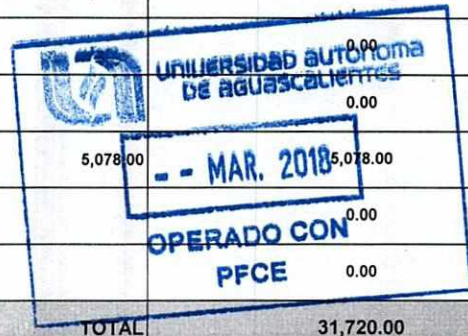 0.00
UNIVERSIDAD AUTONOMA
DE AGUASCALIENTES
0.00
5,078.00
-- MAR. 2018
5,078.00
0.00
OPERADO CON
PFCE
0.00
TOTAL 31,720.00